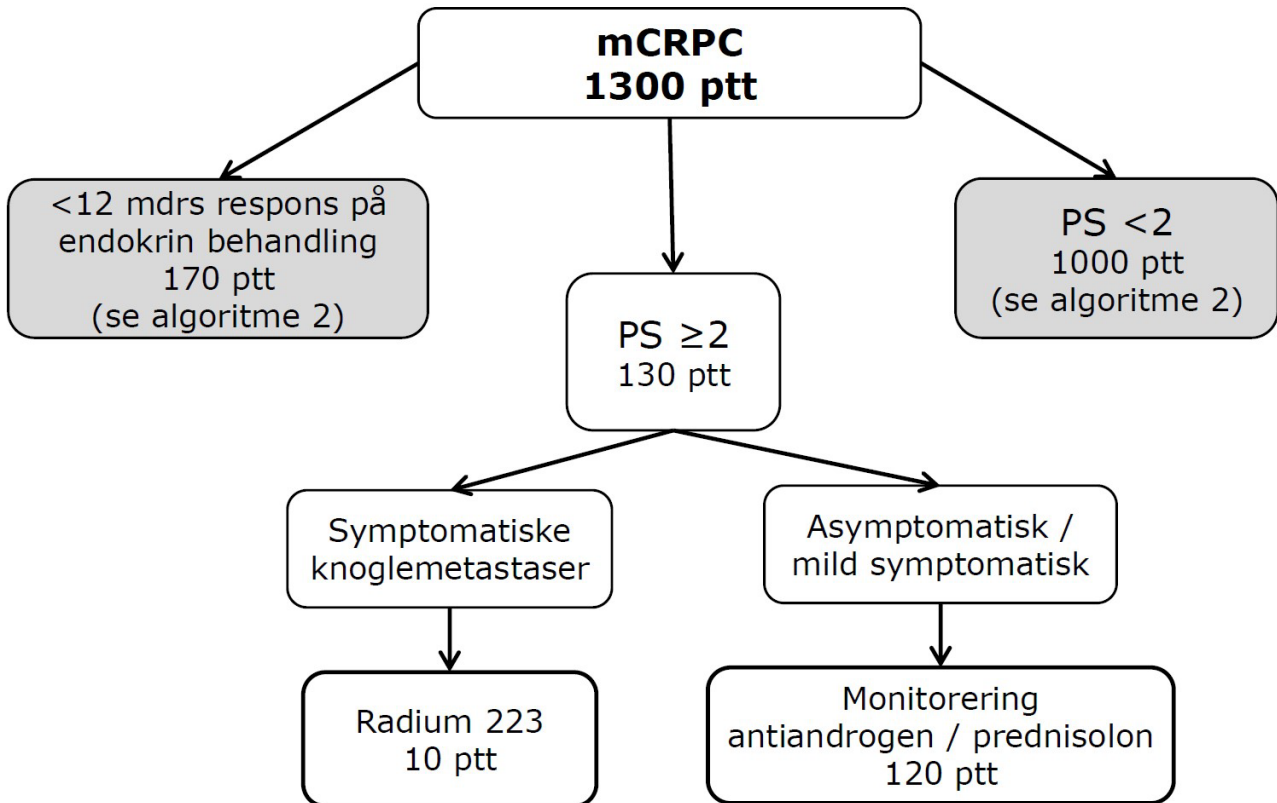 mCRPC
1300 ptt
<12 mdrs respons på
endokrin behandling
170 ptt
(se algoritme 2)
PS <2
1000 ptt
(se algoritme 2)
PS ≥2
130 ptt
Symptomatiske
knoglemetastaser
Asymptomatisk /
mild symptomatisk
Radium 223
10 ptt
Monitorering
antiandrogen / prednisolon
120 ptt